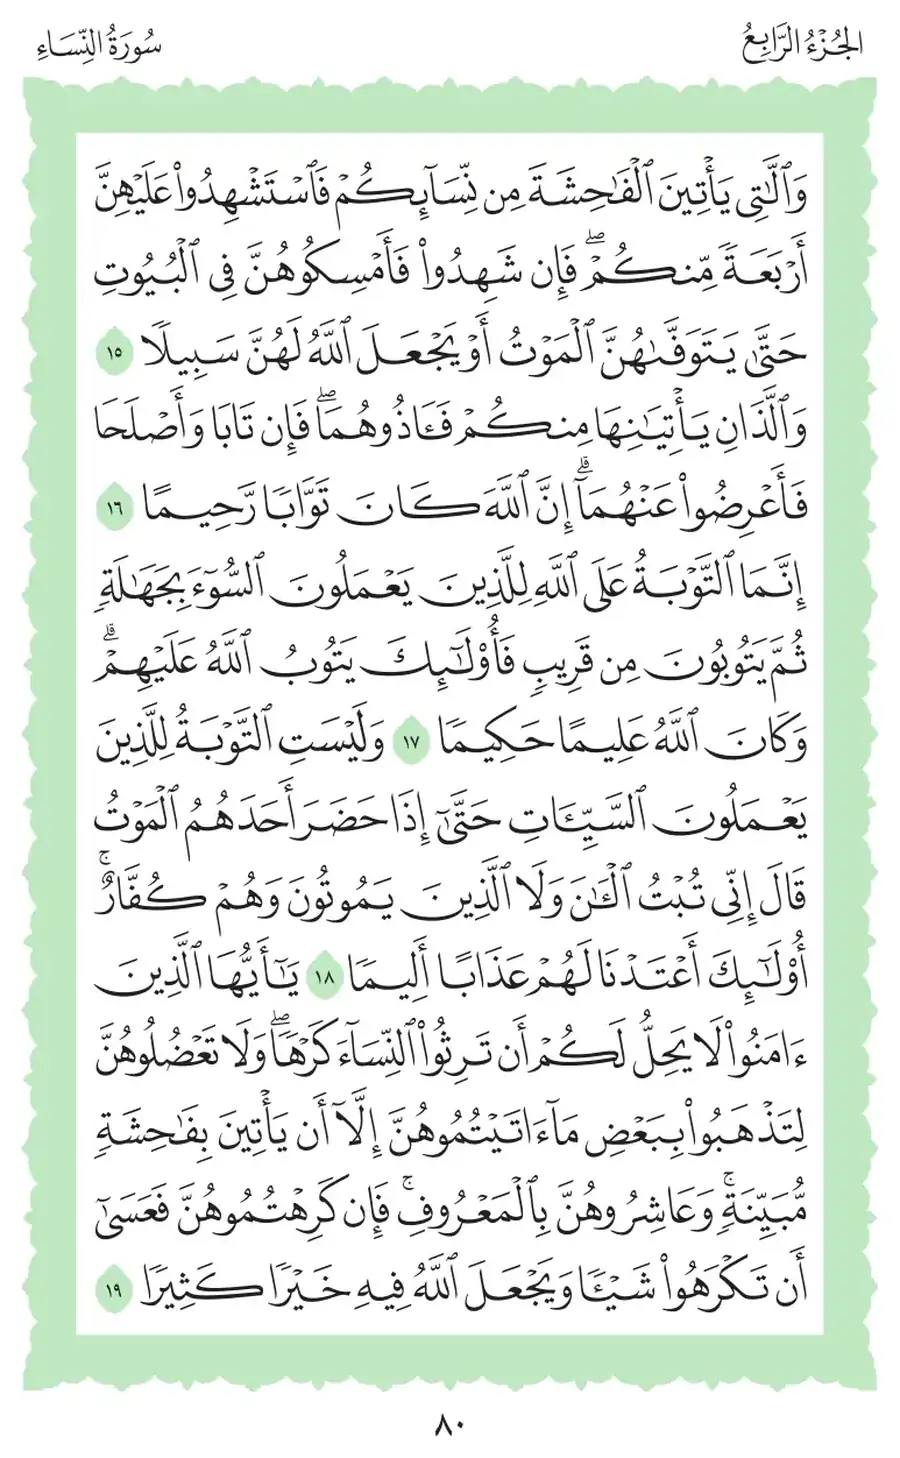 الجُزْءُ الرَّابِعُ
سُورَةُ النِّسَاءِ
وَٱلَّٰتِى يَأْتِينَ ٱلْفَٰحِشَةَ مِن نِّسَآئِكُمْ فَٱسْتَشْهِدُوا۟ عَلَيْهِنَّ
أَرْبَعَةً مِّنكُمْ ۖ فَإِن شَهِدُوا۟ فَأَمْسِكُوهُنَّ فِى ٱلْبُيُوتِ
حَتَّىٰ يَتَوَفَّىٰهُنَّ ٱلْمَوْتُ أَوْ يَجْعَلَ ٱللَّهُ لَهُنَّ سَبِيلًا ١٥
وَٱلَّذَانِ يَأْتِيَٰنِهَا مِنكُمْ فَـَٔاذُوهُمَا ۖ فَإِن تَابَا وَأَصْلَحَا
فَأَعْرِضُوا۟ عَنْهُمَآ ۗ إِنَّ ٱللَّهَ كَانَ تَوَّابًا رَّحِيمًا ١٦
إِنَّمَا ٱلتَّوْبَةُ عَلَى ٱللَّهِ لِلَّذِينَ يَعْمَلُونَ ٱلسُّوٓءَ بِجَهَٰلَةٍ
ثُمَّ يَتُوبُونَ مِن قَرِيبٍ فَأُو۟لَٰٓئِكَ يَتُوبُ ٱللَّهُ عَلَيْهِمْ ۗ
وَكَانَ ٱللَّهُ عَلِيمًا حَكِيمًا ١٧ وَلَيْسَتِ ٱلتَّوْبَةُ لِلَّذِينَ
يَعْمَلُونَ ٱلسَّيِّـَٔاتِ حَتَّىٰٓ إِذَا حَضَرَ أَحَدَهُمُ ٱلْمَوْتُ
قَالَ إِنِّى تُبْتُ ٱلْـَٰٔنَ وَلَا ٱلَّذِينَ يَمُوتُونَ وَهُمْ كُفَّارٌ ۚ
أُو۟لَٰٓئِكَ أَعْتَدْنَا لَهُمْ عَذَابًا أَلِيمًا ١٨ يَٰٓأَيُّهَا ٱلَّذِينَ
ءَامَنُوا۟ لَا يَحِلُّ لَكُمْ أَن تَرِثُوا۟ ٱلنِّسَآءَ كَرْهًا ۖ وَلَا تَعْضُلُوهُنَّ
لِتَذْهَبُوا۟ بِبَعْضِ مَآ ءَاتَيْتُمُوهُنَّ إِلَّآ أَن يَأْتِينَ بِفَٰحِشَةٍ
مُّبَيِّنَةٍ ۚ وَعَاشِرُوهُنَّ بِٱلْمَعْرُوفِ ۚ فَإِن كَرِهْتُمُوهُنَّ فَعَسَىٰٓ
أَن تَكْرَهُوا۟ شَيْـًٔا وَيَجْعَلَ ٱللَّهُ فِيهِ خَيْرًا كَثِيرًا ١٩
٨٠